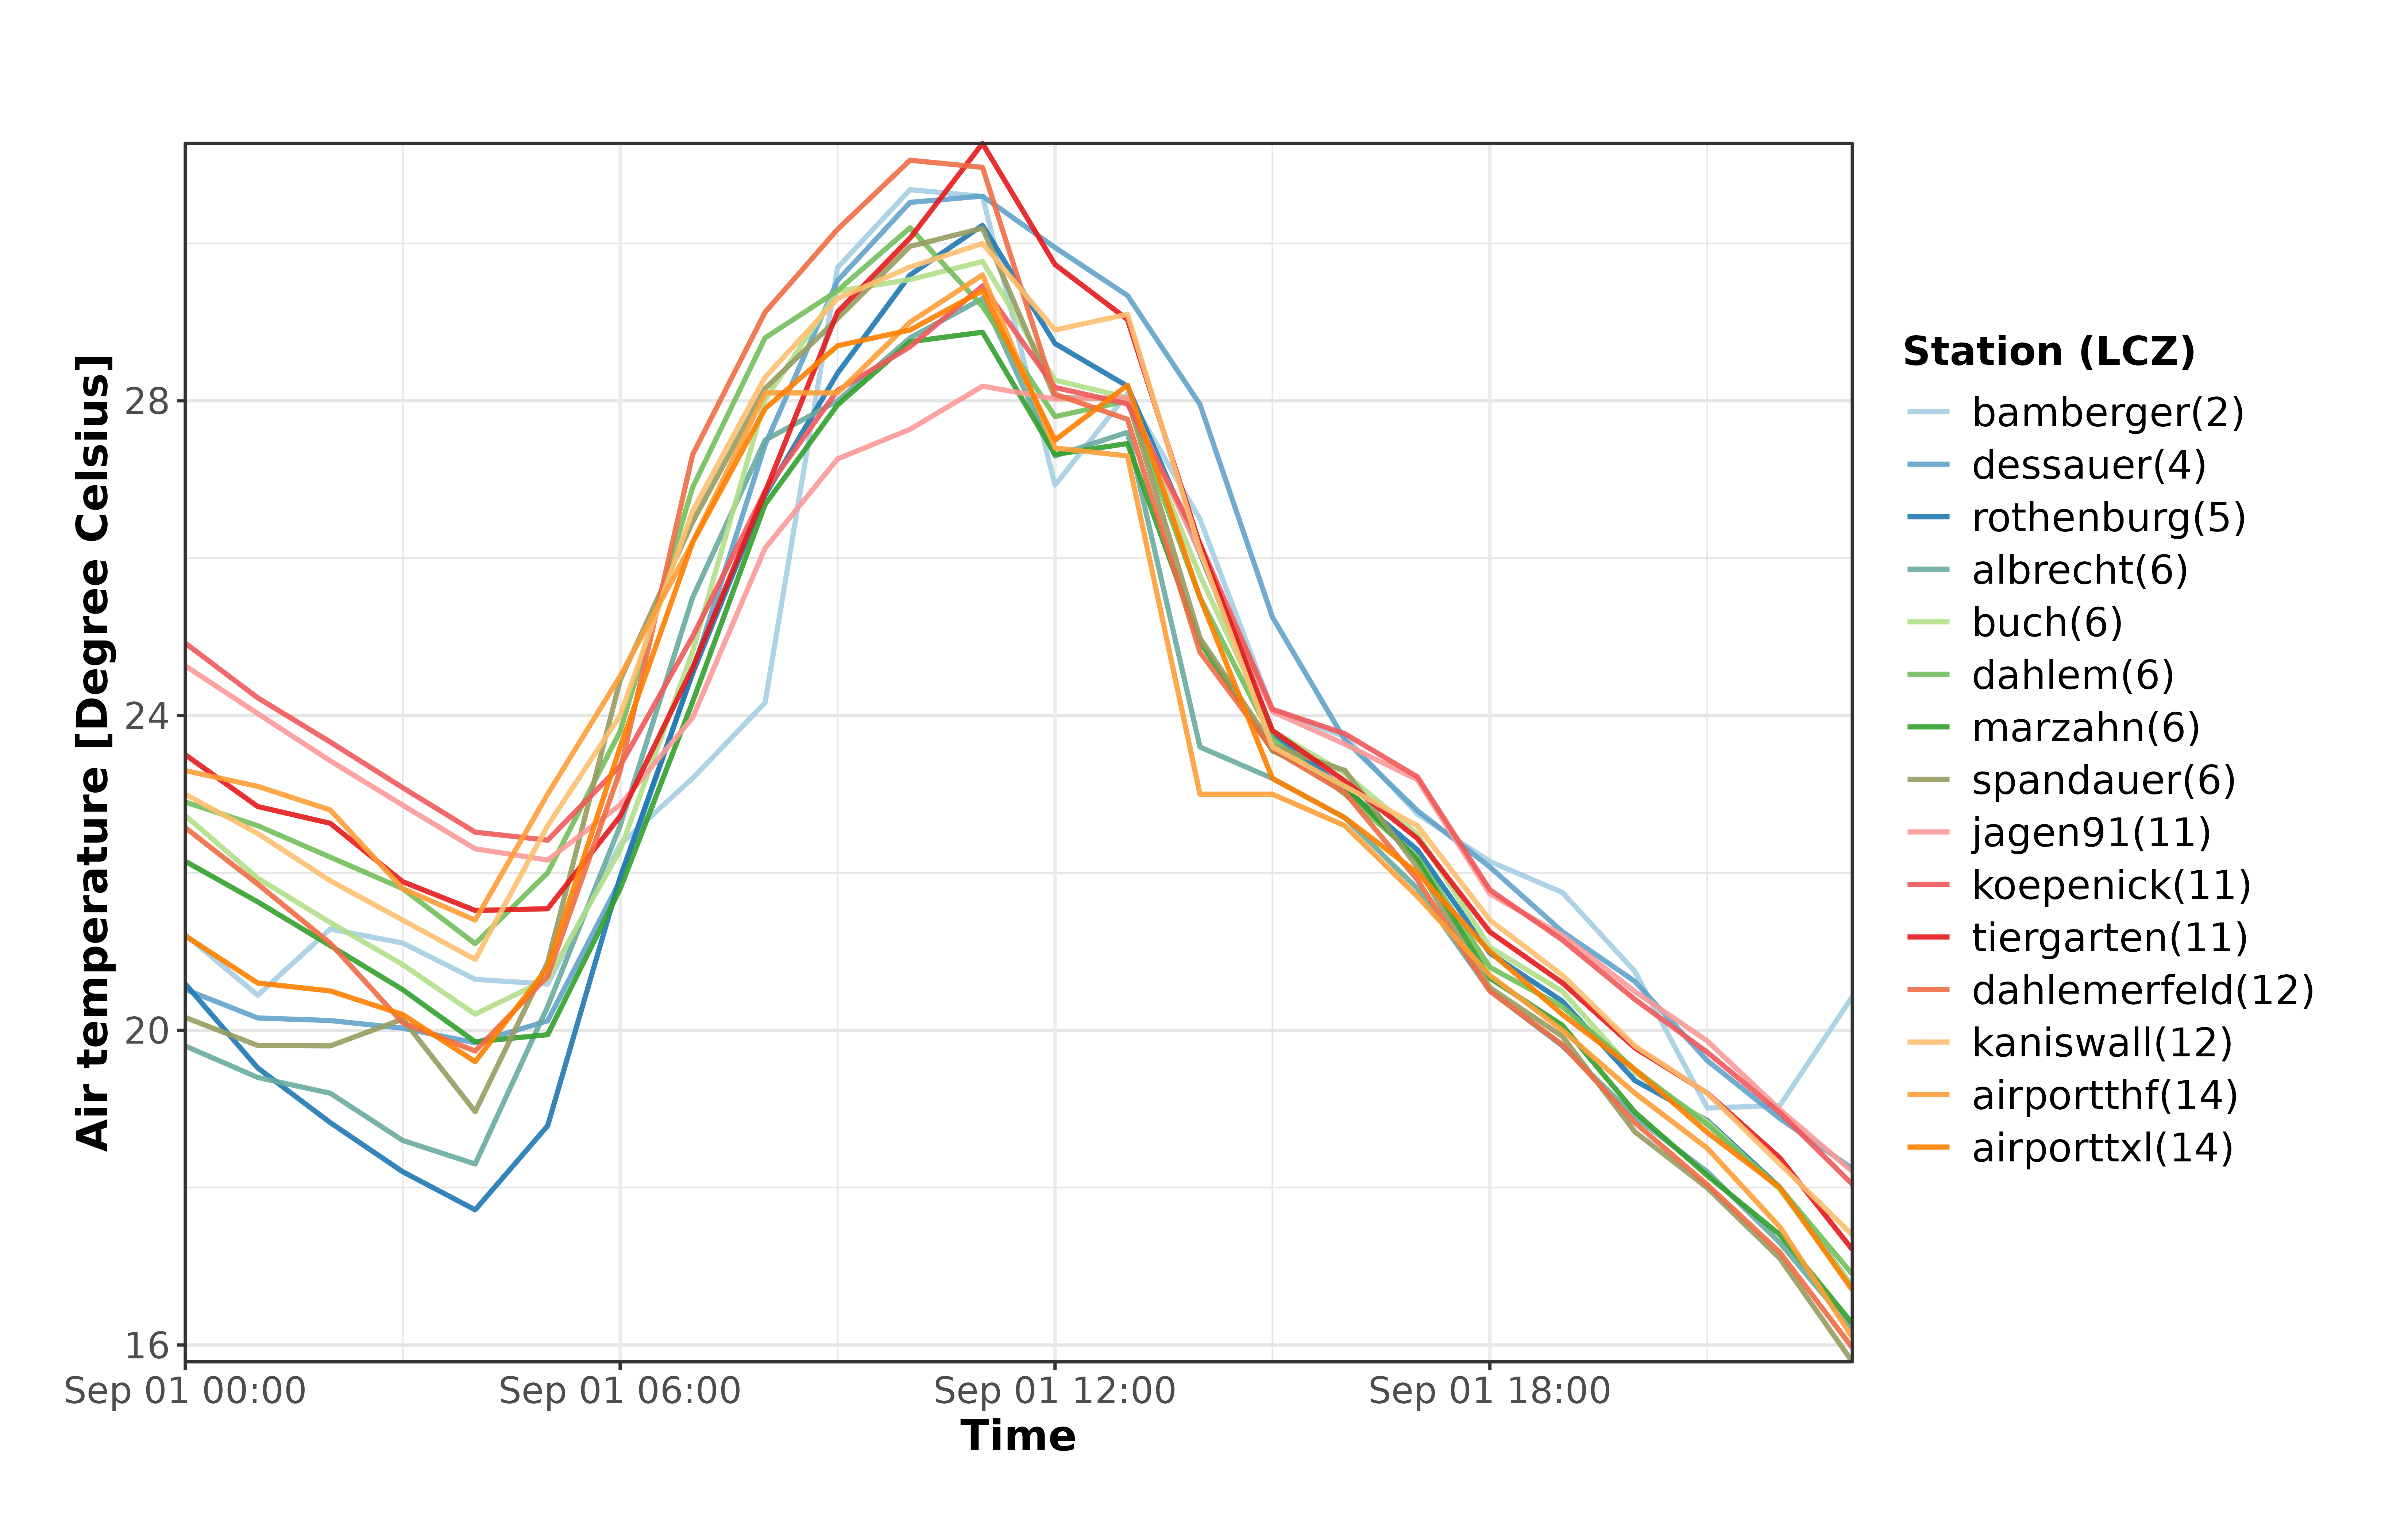 Air temperature [Degree Celsius]
28
24
20
16
Sep 01 00:00
Sep 01 06:00
Sep 01 12:00
Sep 01 18:00
Time
Station (LCZ)
bamberger(2)
dessauer(4)
rothenburg(5)
albrecht(6)
buch(6)
dahlem(6)
marzahn(6)
spandauer(6)
jagen91(11)
koepenick(11)
tiergarten(11)
dahlemerfeld(12)
kaniswall(12)
airportthf(14)
airporttxl(14)